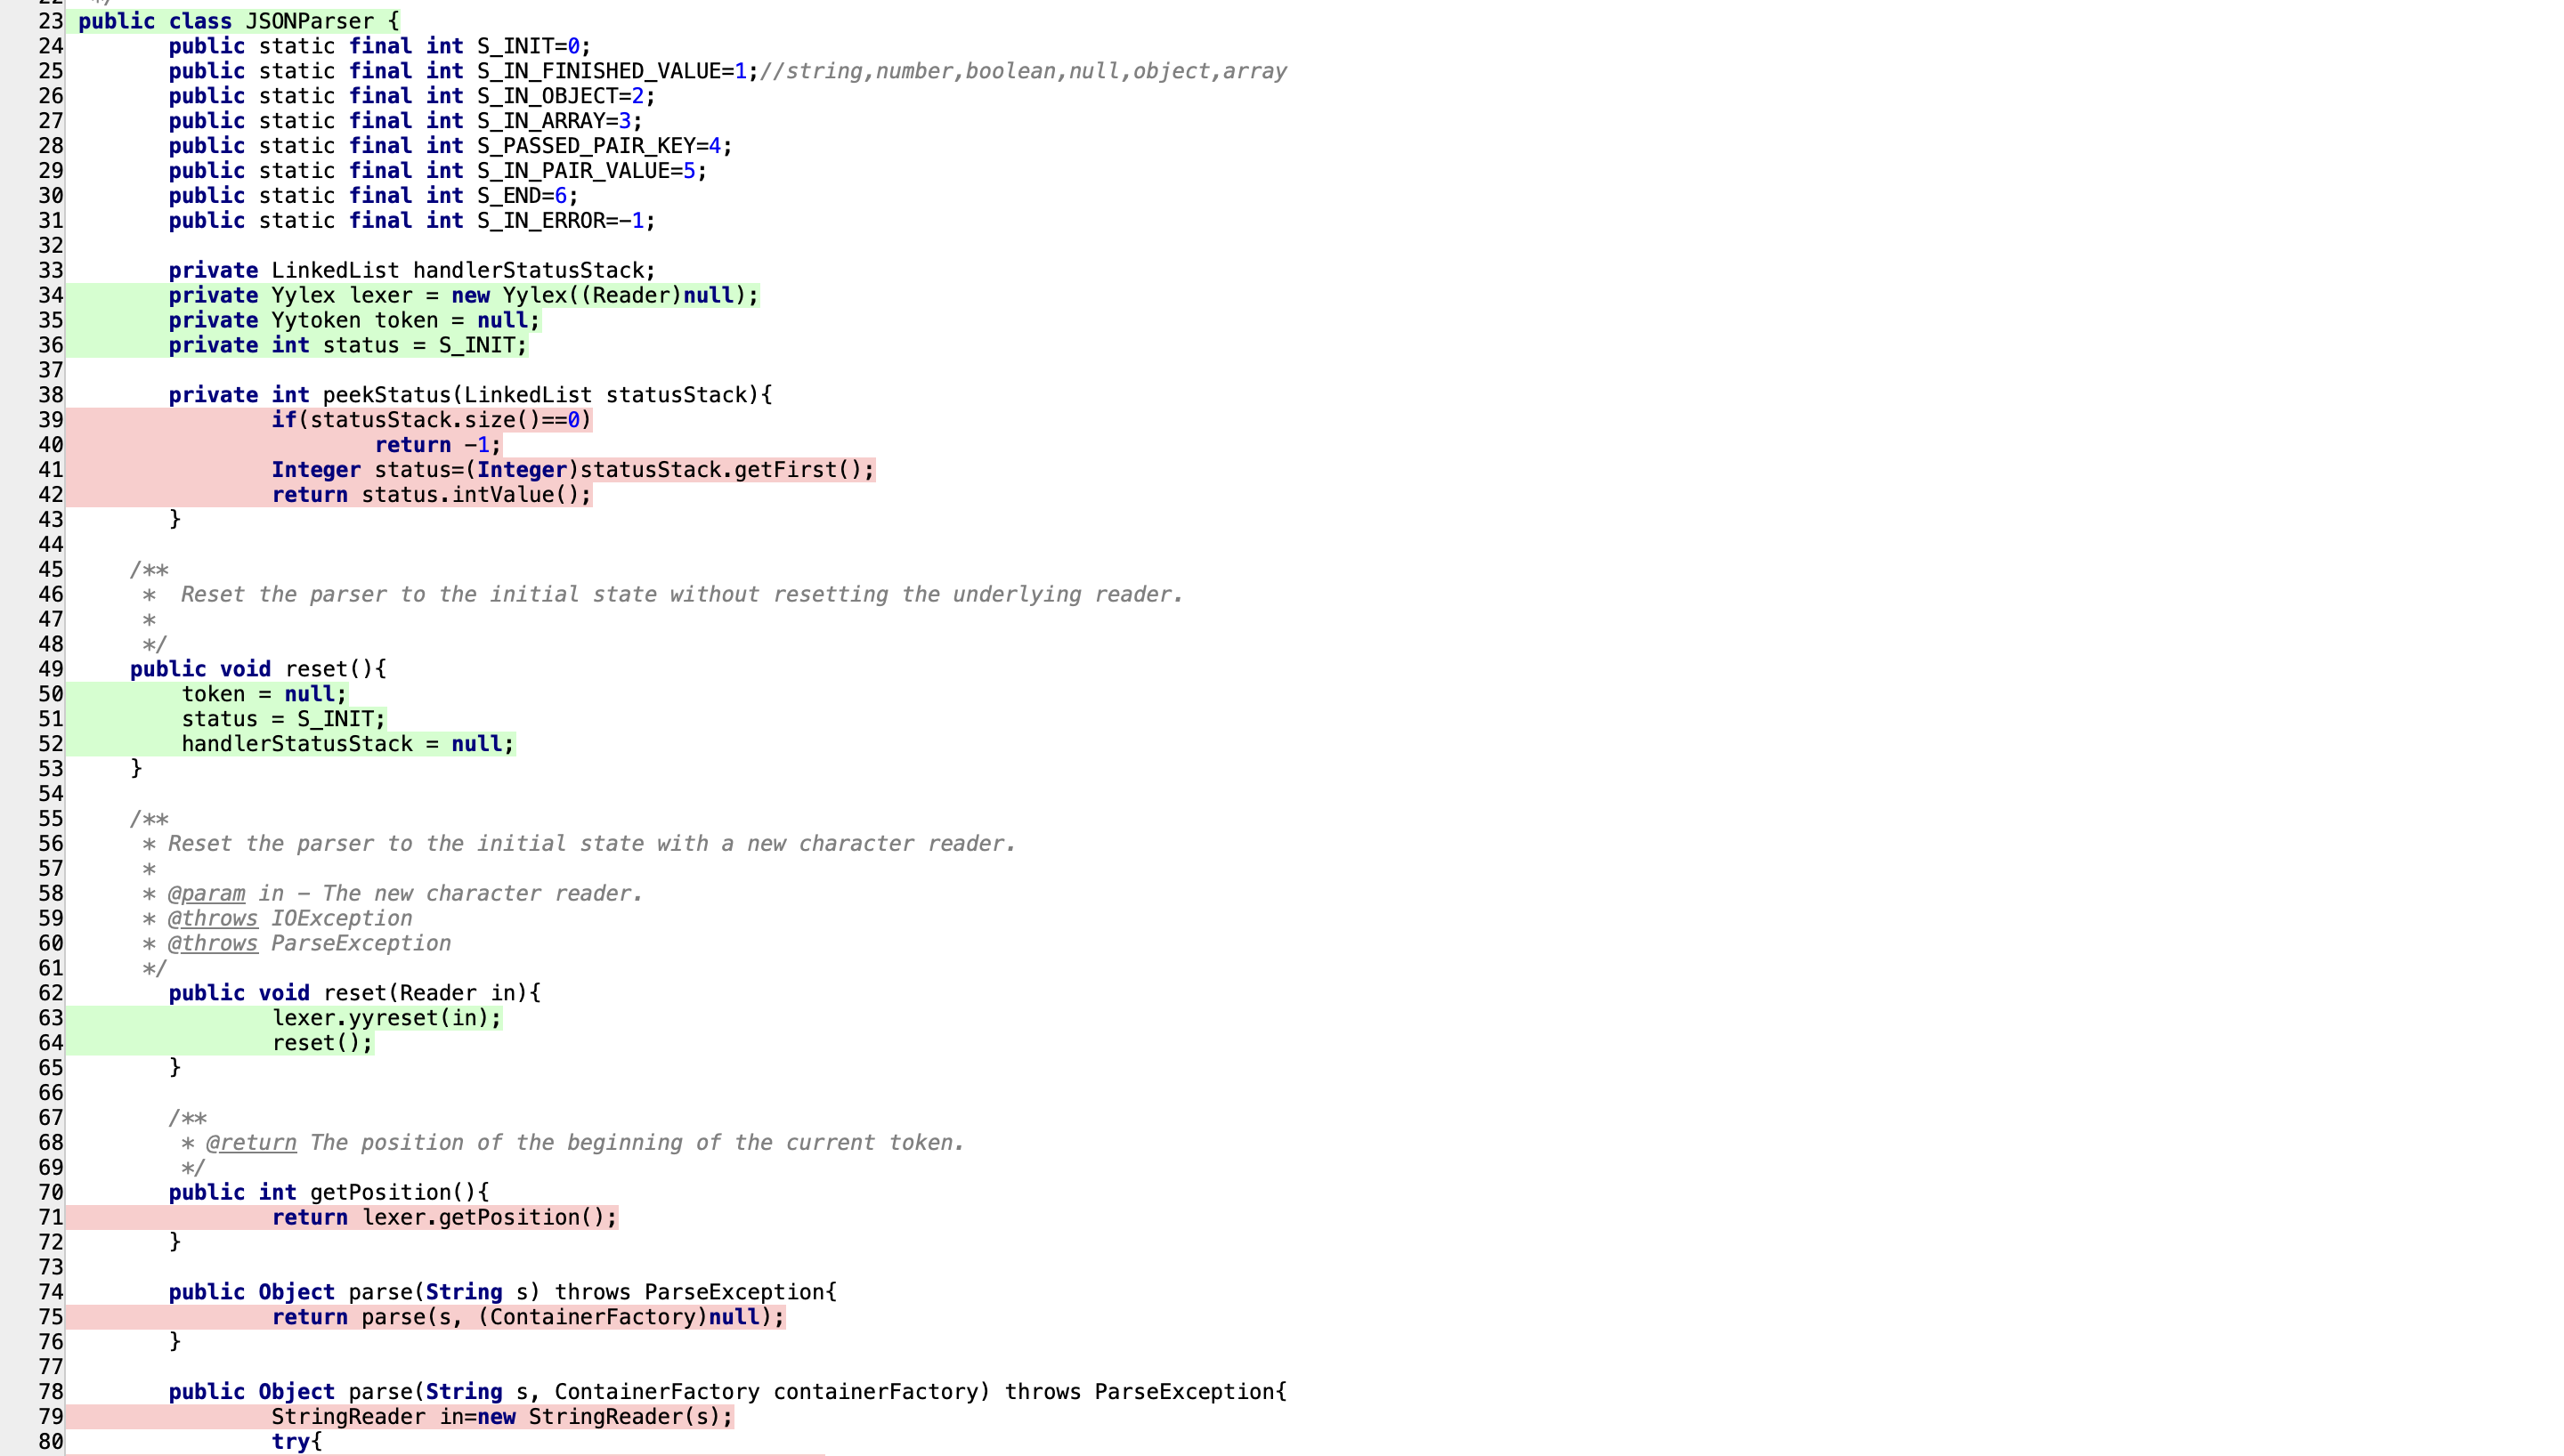 22 */
23 public class JSONParser {
24 public static final int S_INIT=0;
25 public static final int S_IN_FINISHED_VALUE=1;//string,number,boolean,null,object,array
26 public static final int S_IN_OBJECT=2;
27 public static final int S_IN_ARRAY=3;
28 public static final int S_PASSED_PAIR_KEY=4;
29 public static final int S_IN_PAIR_VALUE=5;
30 public static final int S_END=6;
31 public static final int S_IN_ERROR=-1;
32
33 private LinkedList handlerStatusStack;
34 private Yylex lexer = new Yylex((Reader)null);
35 private Yytoken token = null;
36 private int status = S_INIT;
37
38 private int peekStatus(LinkedList statusStack){
39 if(statusStack.size()==0)
40 return -1;
41 Integer status=(Integer)statusStack.getFirst();
42 return status.intValue();
43 }
44
45 /**
46 * Reset the parser to the initial state without resetting the underlying reader.
47 *
48 */
49 public void reset(){
50 token = null;
51 status = S_INIT;
52 handlerStatusStack = null;
53 }
54
55 /**
56 * Reset the parser to the initial state with a new character reader.
57 *
58 * @param in - The new character reader.
59 * @throws IOException
60 * @throws ParseException
61 */
62 public void reset(Reader in){
63 lexer.yyreset(in);
64 reset();
65 }
66
67 /**
68 * @return The position of the beginning of the current token.
69 */
70 public int getPosition(){
71 return lexer.getPosition();
72 }
73
74 public Object parse(String s) throws ParseException{
75 return parse(s, (ContainerFactory)null);
76 }
77
78 public Object parse(String s, ContainerFactory containerFactory) throws ParseException{
79 StringReader in=new StringReader(s);
80 try{